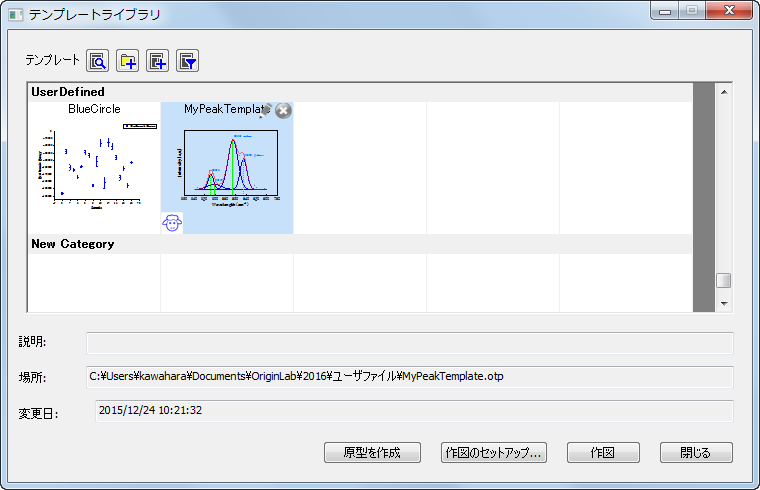 テンプレートライブラリ
テンプレート
UserDefined
BlueCircle
MyPeakTemplate
New Category
説明:
場所:
C:¥Users¥kawahara¥Documents¥OriginLab¥2016¥ユーザファイル¥MyPeakTemplate.otp
変更日:
2015/12/24 10:21:32
原型を作成
作図のセットアップ...
作図
閉じる